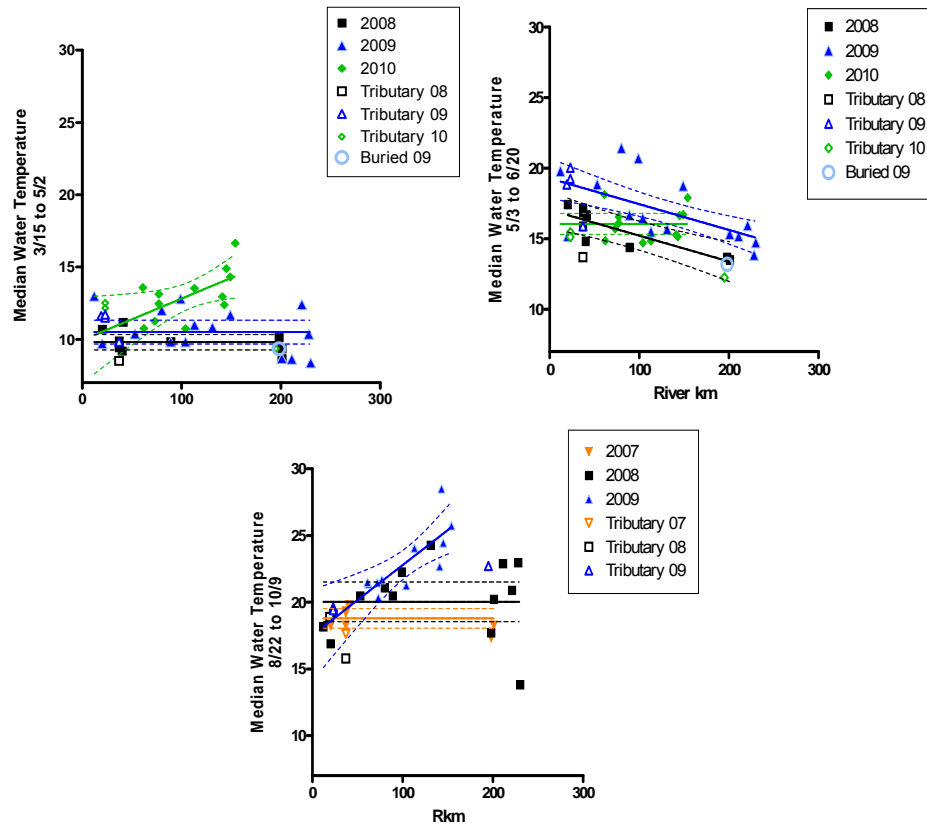 2008
2009
2010
Tributary 08
Tributary 09
Tributary 10
Buried 09
30
25
20
15
10
0
100
200
300
Median Water Temperature
3/15 to 5/2
2008
2009
2010
Tributary 08
Tributary 09
Tributary 10
Buried 09
30
25
20
15
10
0
100
200
300
River km
Median Water Temperature
5/3 to 6/20
2007
2008
2009
Tributary 07
Tributary 08
Tributary 09
30
25
20
15
10
0
100
200
300
Rkm
Median Water Temperature
8/22 to 10/9